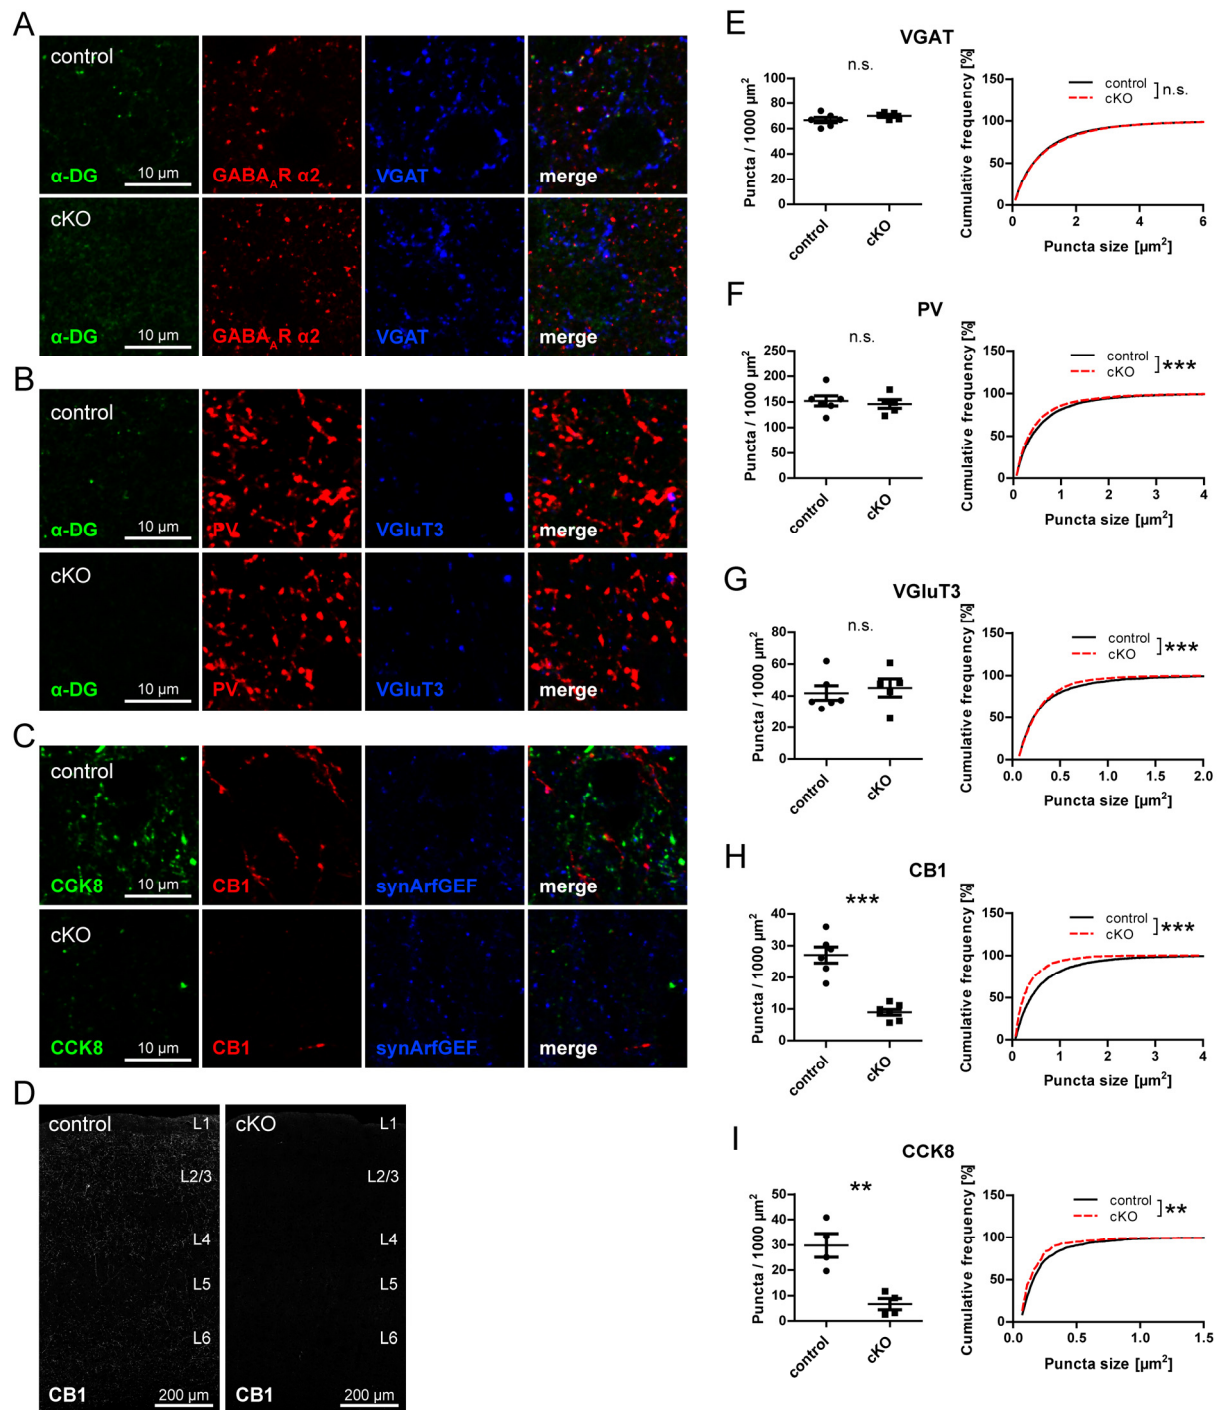 A
control
α-DG
10 µm
GABA_AR α2
VGAT
merge
cKO
α-DG
10 µm
GABA_AR α2
VGAT
merge
B
control
α-DG
10 µm
PV
VGluT3
merge
cKO
α-DG
10 µm
PV
VGluT3
merge
C
control
CGK8
10 µm
CB1
synArfGEF
merge
cKO
CCK8
10 µm
CB1
synArfGEF
merge
D
control
L1
L2/3
L4
L5
L6
CB1
200 µm
cKO
L1
L2/3
L4
L5
L6
CB1
200 µm
E
VGAT
n.s.
Puncta / 1000 µm²
100
80
60
40
20
0
control
cKO
Cumulative frequency [%]
150
100
50
0
control
cKO
n.s.
0
2
4
6
Puncta size [µm²]
F
PV
n.s.
Puncta / 1000 µm²
250
200
150
100
50
0
control
cKO
Cumulative frequency [%]
150
100
50
0
control
cKO
***
0
1
2
3
4
Puncta size [µm²]
G
VGluT3
n.s.
Puncta / 1000 µm²
80
60
40
20
0
control
cKO
Cumulative frequency [%]
150
100
50
0
control
cKO
***
0.0
0.5
1.0
1.5
2.0
Puncta size [µm²]
H
CB1
***
Puncta / 1000 µm²
40
30
20
10
0
control
cKO
Cumulative frequency [%]
150
100
50
0
control
cKO
***
0
1
2
3
4
Puncta size [µm²]
I
CCK8
**
Puncta / 1000 µm²
50
40
30
20
10
0
control
cKO
Cumulative frequency [%]
150
100
50
0
control
cKO
**
0.0
0.5
1.0
1.5
Puncta size [µm²]